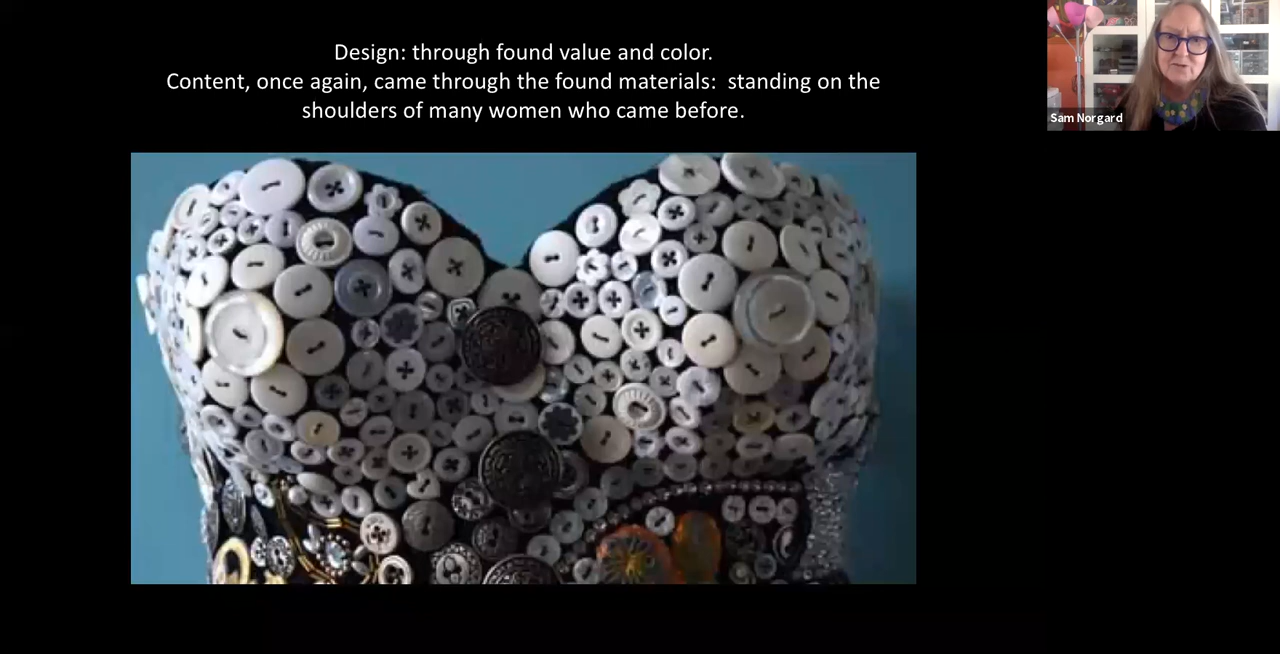 Design: through found value and color.
Content, once again, came through the found materials:  standing on the
shoulders of many women who came before.
Sam Norgard